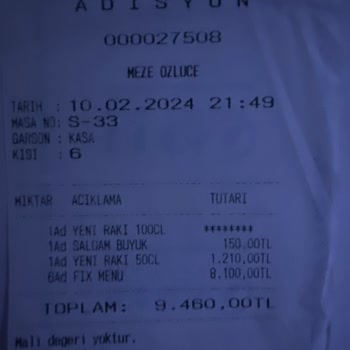 ADİSYON
000027508
MEZE OZLUCE
TARIH : 10.02.2024 21:49
MASA NO: S-33
GARSON : KASA
KISI : 6
MIKTAR ACIKLAMA TUTARI
1Ad YENI RAKI 100CL ********
1Ad SALGAM BUYUK 150,00TL
1Ad YENI RAKI 50CL 1.210,00TL
6Ad FIX MENU 8.100,00TL
TOPLAM: 9.460,00TL
Mali degeri yoktur.